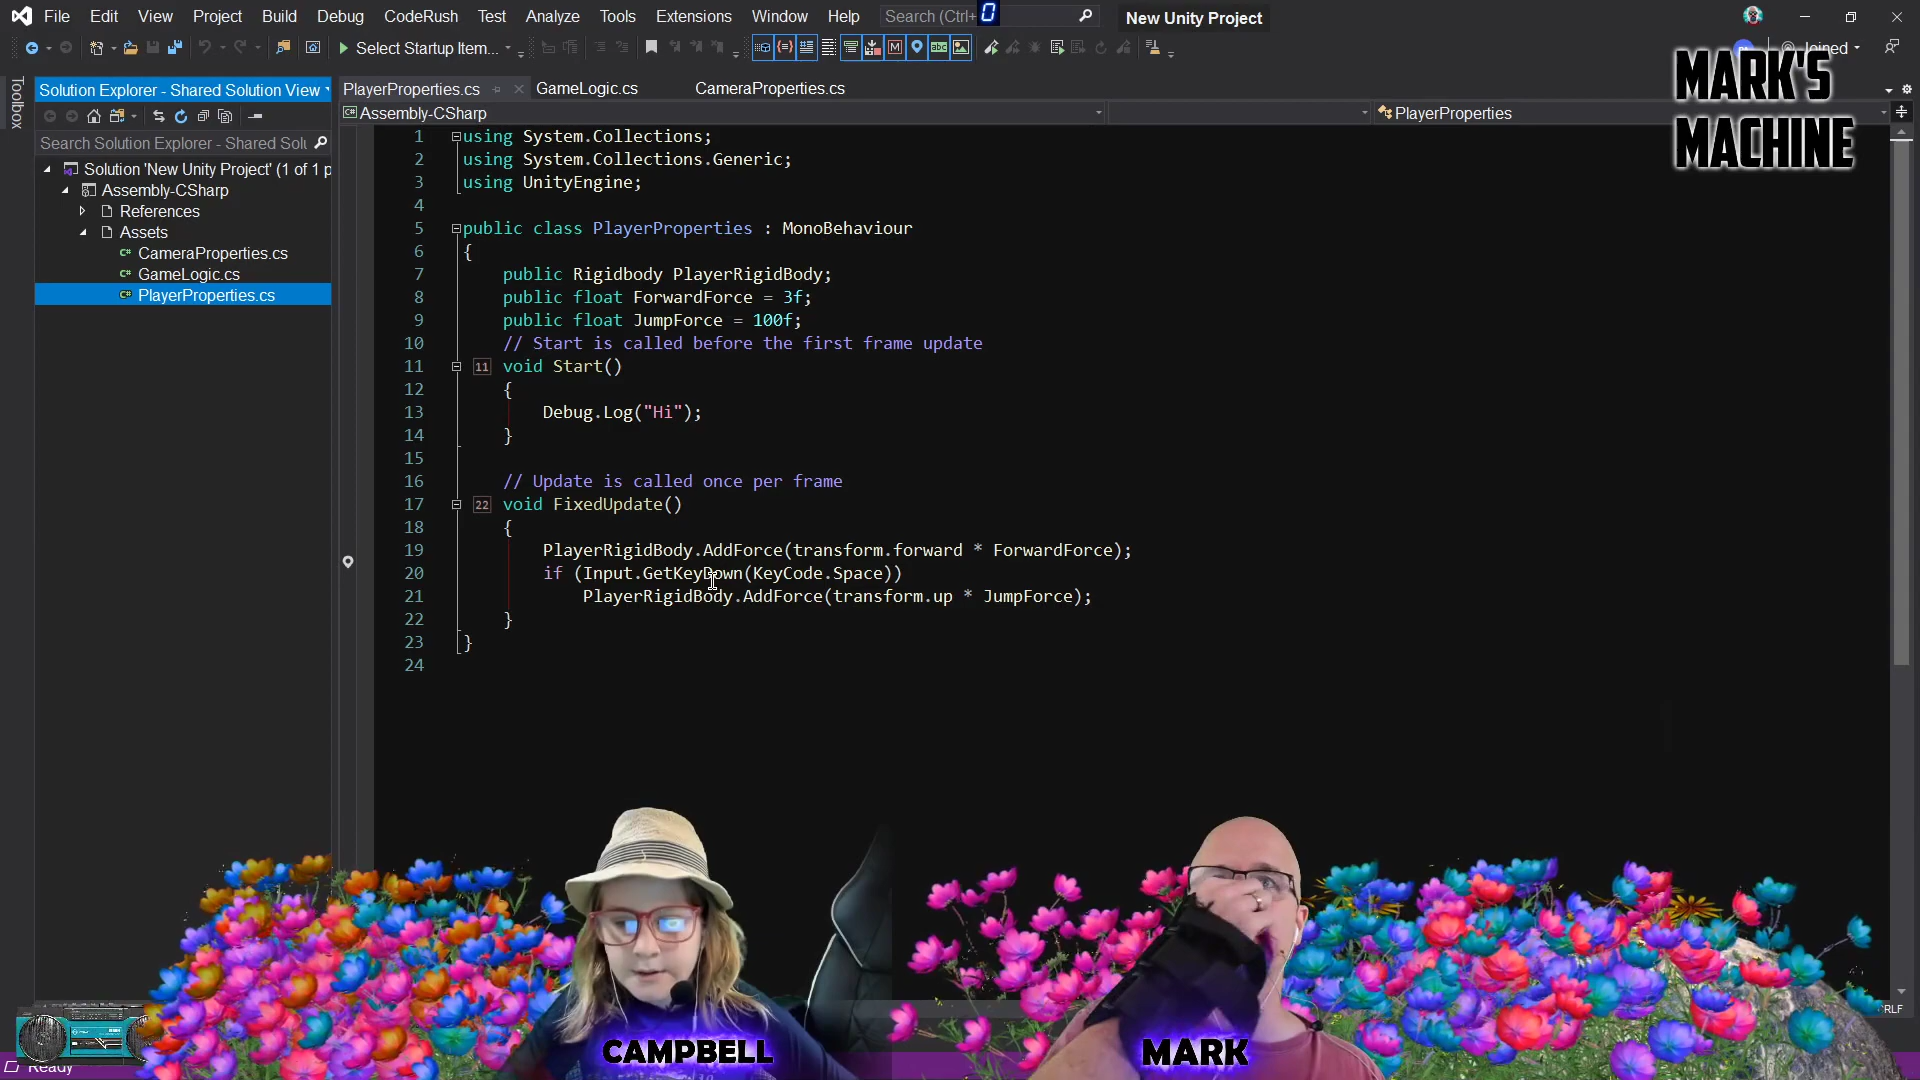 File Edit View Project Build Debug CodeRush Test Analyze Tools Extensions Window Help Search (Ctrl+ 0 New Unity Project
Select Startup Item... Joined
MARK'S
MACHINE
Toolbox
Solution Explorer - Shared Solution View
Search Solution Explorer - Shared Solu
Solution 'New Unity Project' (1 of 1 p
Assembly-CSharp
References
Assets
CameraProperties.cs
GameLogic.cs
PlayerProperties.cs
PlayerProperties.cs GameLogic.cs CameraProperties.cs
Assembly-CSharp PlayerProperties
1 using System.Collections;
2 using System.Collections.Generic;
3 using UnityEngine;
4
5 public class PlayerProperties : MonoBehaviour
6 {
7 public Rigidbody PlayerRigidBody;
8 public float ForwardForce = 3f;
9 public float JumpForce = 100f;
10 // Start is called before the first frame update
11 11 void Start()
12 {
13 Debug.Log("Hi");
14 }
15
16 // Update is called once per frame
17 22 void FixedUpdate()
18 {
19 PlayerRigidBody.AddForce(transform.forward * ForwardForce);
20 if (Input.GetKeyDown(KeyCode.Space))
21 PlayerRigidBody.AddForce(transform.up * JumpForce);
22 }
23 }
24
RLF
CAMPBELL
MARK
Ready